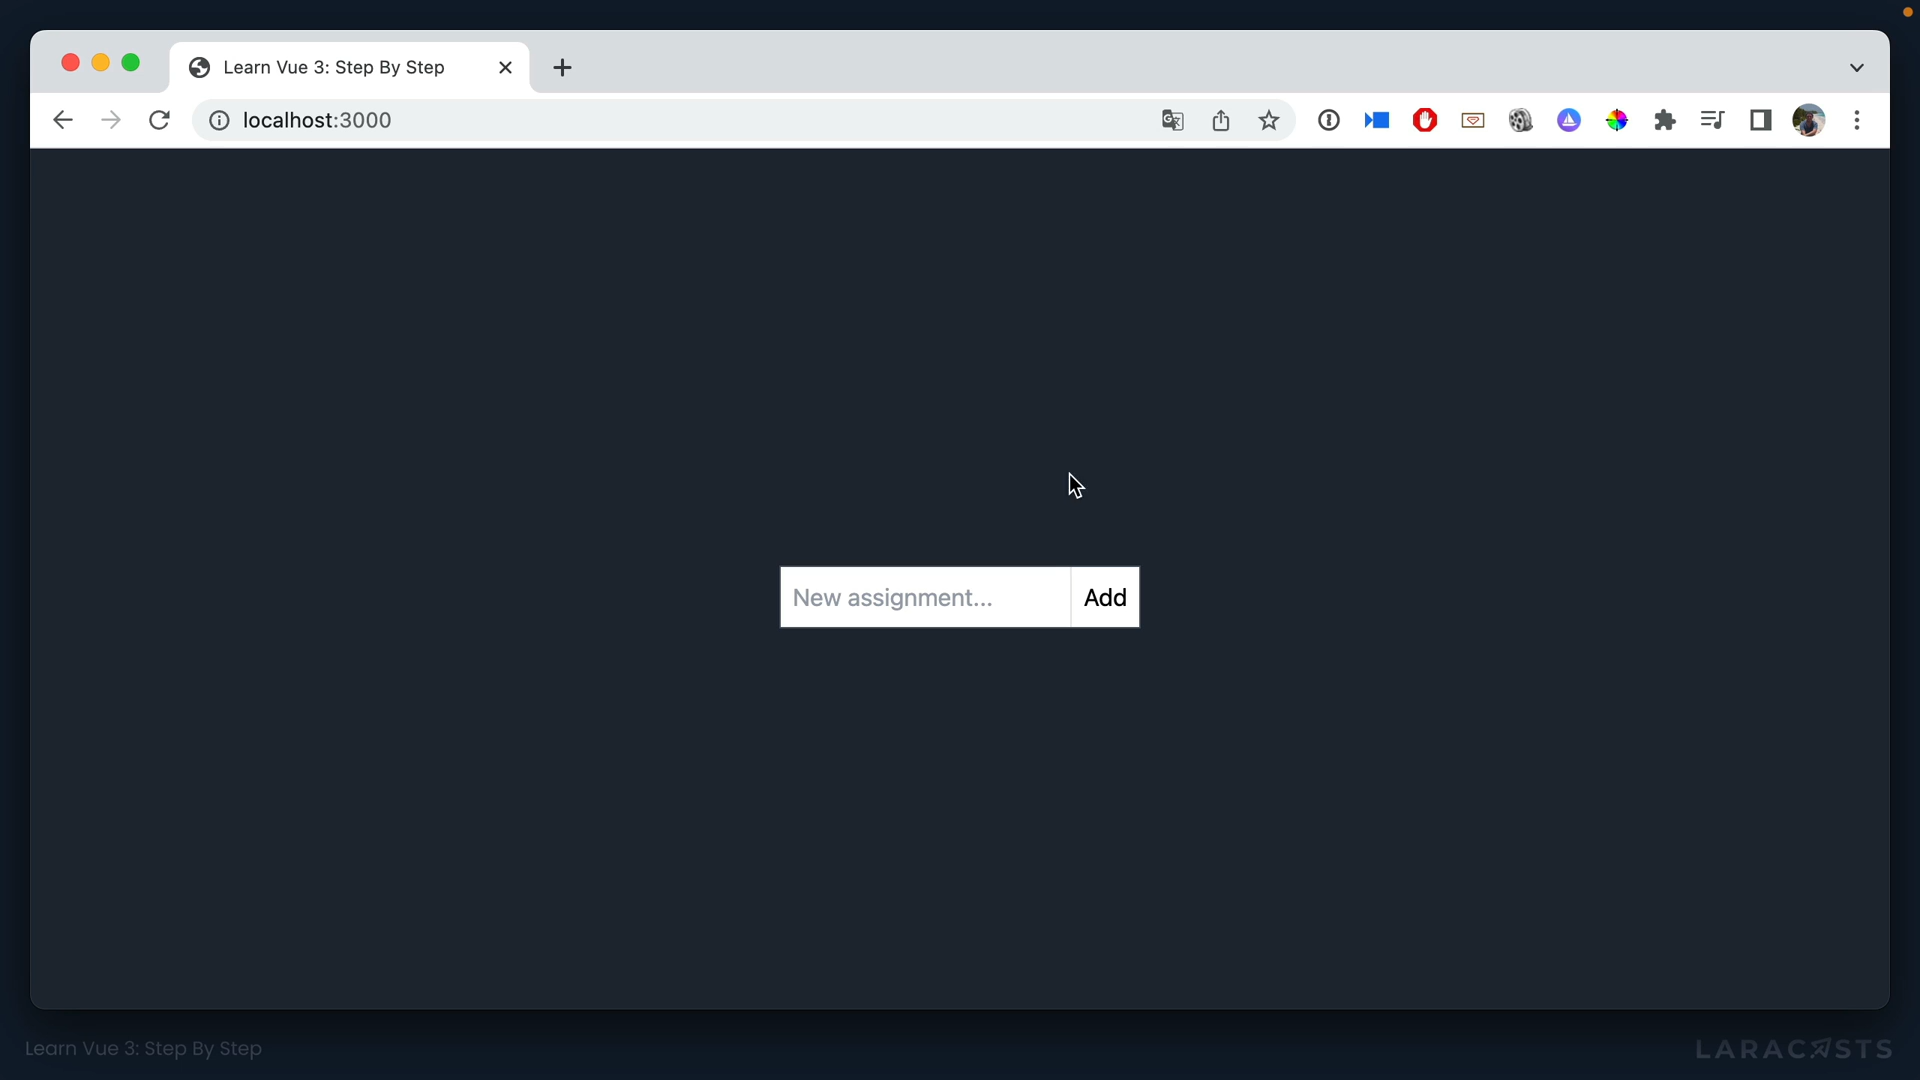 Learn Vue 3: Step By Step
localhost:3000
New assignment...
Add
Learn Vue 3: Step By Step
LARACASTS